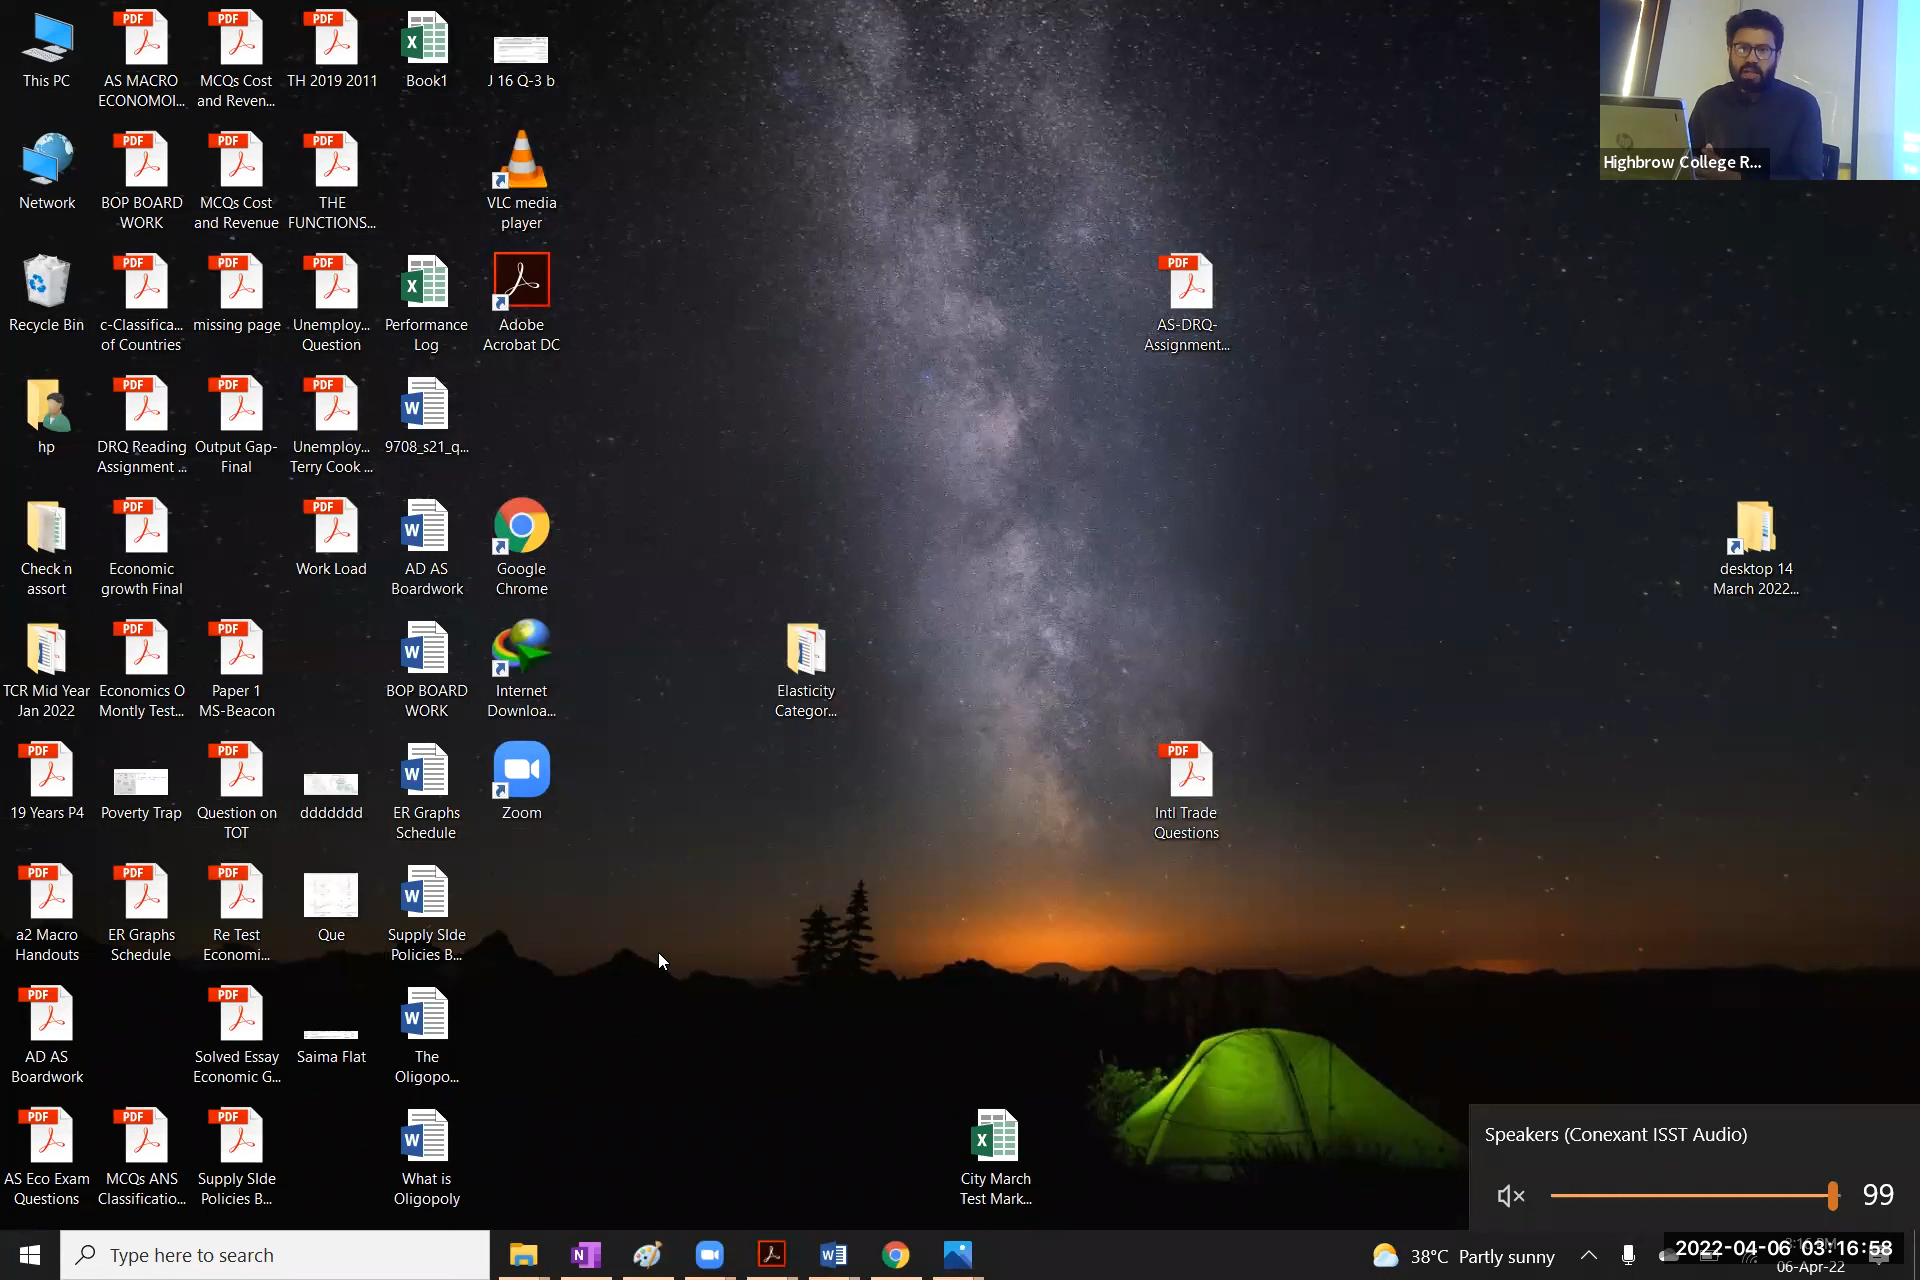 This PC
AS MACRO
ECONOMOI...
MCQs Cost
and Reven...
TH 2019 2011
Book1
J 16 Q-3 b
Network
BOP BOARD
WORK
MCQs Cost
and Revenue
THE
FUNCTIONS...
VLC media
player
Recycle Bin
c-Classifica...
of Countries
missing page
Unemploy...
Question
Performance
Log
Adobe
Acrobat DC
AS-DRQ-
Assignment...
hp
DRQ Reading
Assignment ...
Output Gap-
Final
Unemploy...
Terry Cook ...
9708_s21_q...
Check n
assort
Economic
growth Final
Work Load
AD AS
Boardwork
Google
Chrome
desktop 14
March 2022...
TCR Mid Year
Jan 2022
Economics O
Montly Test...
Paper 1
MS-Beacon
BOP BOARD
WORK
Internet
Downloa...
Elasticity
Categor...
19 Years P4
Poverty Trap
Question on
TOT
ddddddd
ER Graphs
Schedule
Zoom
Intl Trade
Questions
a2 Macro
Handouts
ER Graphs
Schedule
Re Test
Economi...
Que
Supply SIde
Policies B...
AD AS
Boardwork
Solved Essay
Economic G...
Saima Flat
The
Oligopo...
AS Eco Exam
Questions
MCQs ANS
Classificatio...
Supply SIde
Policies B...
What is
Oligopoly
City March
Test Mark...
Highbrow College R...
Speakers (Conexant ISST Audio)
99
Type here to search
38°C Partly sunny
2022-04-06 03:16:58
06-Apr-22